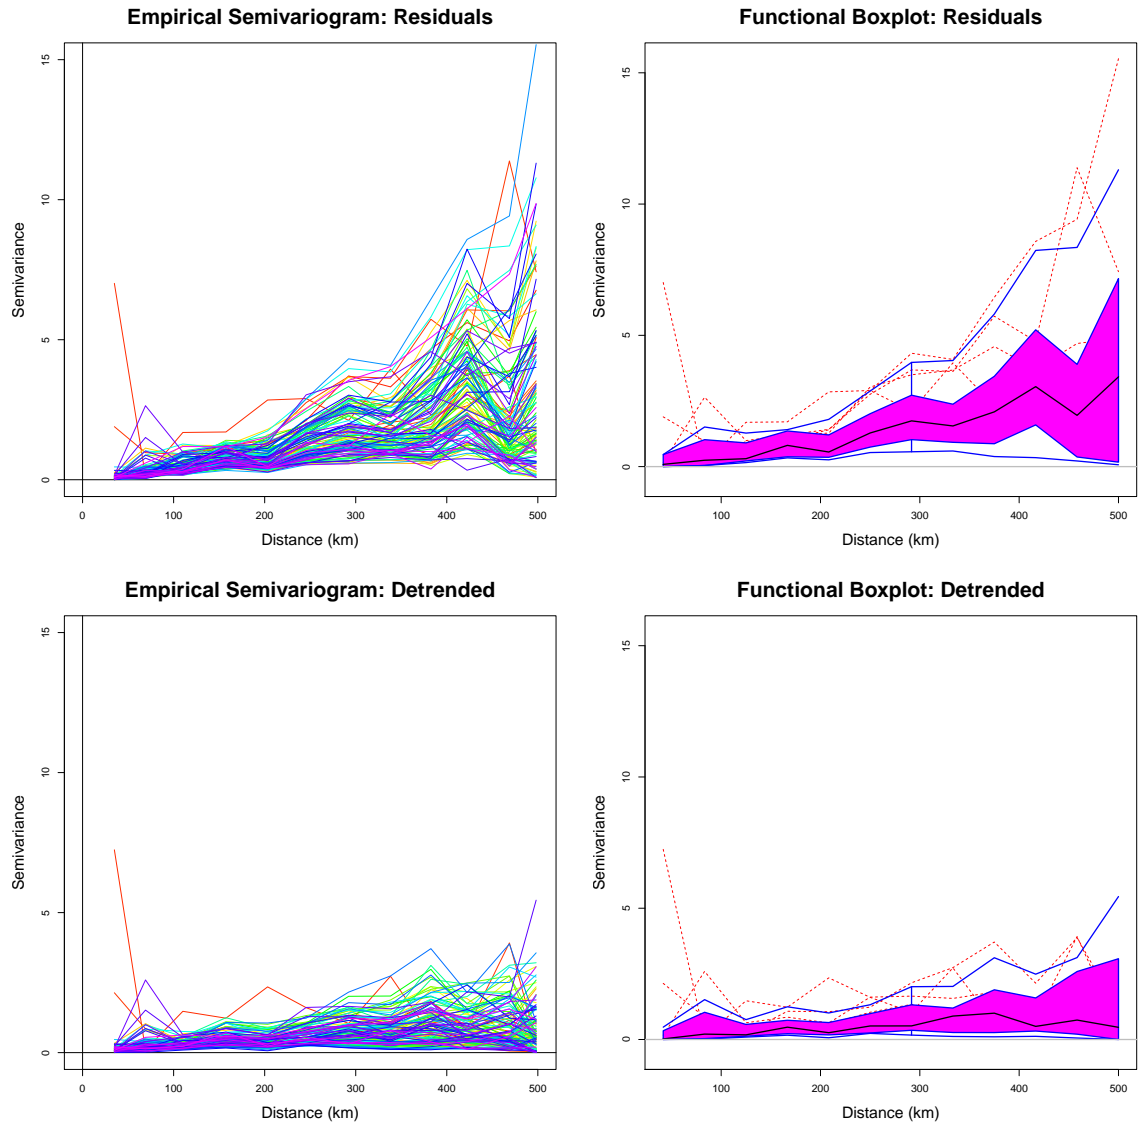 Empirical Semivariogram: Residuals
Semivariance
15
10
5
0
0 100 200 300 400 500
Distance (km)
Functional Boxplot: Residuals
Semivariance
15
10
5
0
100 200 300 400 500
Distance (km)
Empirical Semivariogram: Detrended
Semivariance
15
10
5
0
0 100 200 300 400 500
Distance (km)
Functional Boxplot: Detrended
Semivariance
15
10
5
0
100 200 300 400 500
Distance (km)